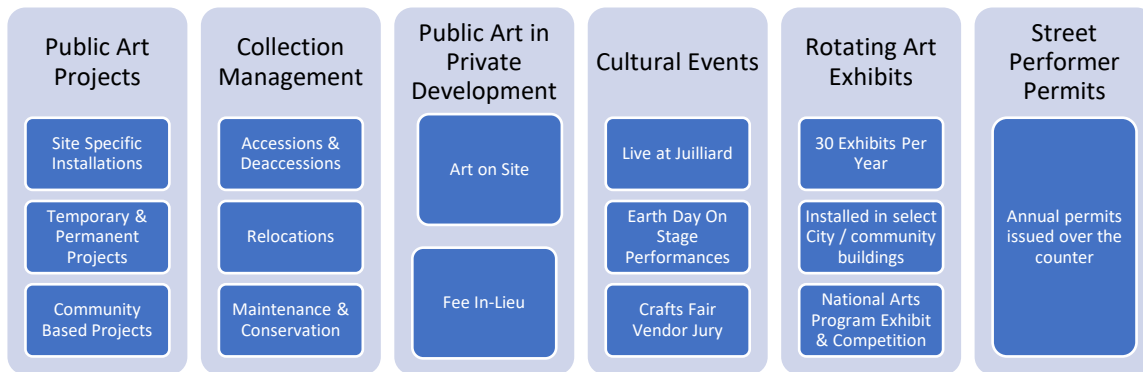 Public Art
Projects
Site Specific
Installations
Temporary &
Permanent
Projects
Community
Based Projects
Collection
Management
Accessions &
Deaccessions
Relocations
Maintenance &
Conservation
Public Art in
Private
Development
Art on Site
Fee In-Lieu
Cultural Events
Live at Juilliard
Earth Day On
Stage
Performances
Crafts Fair
Vendor Jury
Rotating Art
Exhibits
30 Exhibits Per
Year
Installed in select
City / community
buildings
National Arts
Program Exhibit
& Competition
Street
Performer
Permits
Annual permits
issued over the
counter